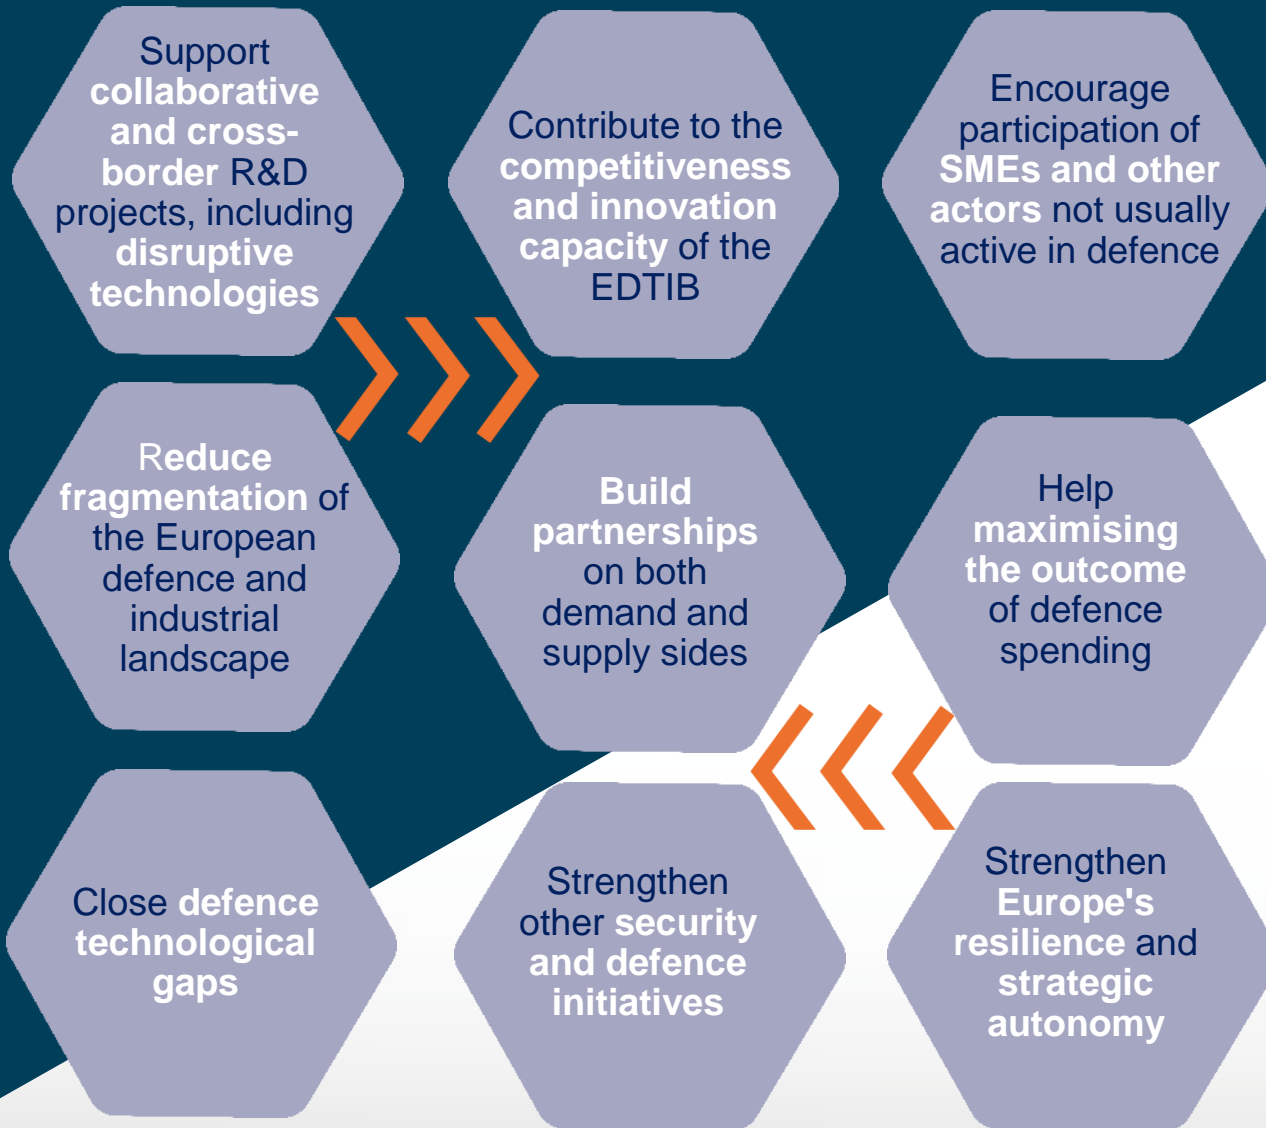 Support
collaborative
and cross-
border R&D
projects, including
disruptive
technologies
Contribute to the
competitiveness
and innovation
capacity of the
EDTIB
Encourage
participation of
SMEs and other
actors not usually
active in defence
Reduce
fragmentation of
the European
defence and
industrial
landscape
Build
partnerships
on both
demand and
supply sides
Help
maximising
the outcome
of defence
spending
Close defence
technological
gaps
Strengthen
other security
and defence
initiatives
Strengthen
Europe's
resilience and
strategic
autonomy